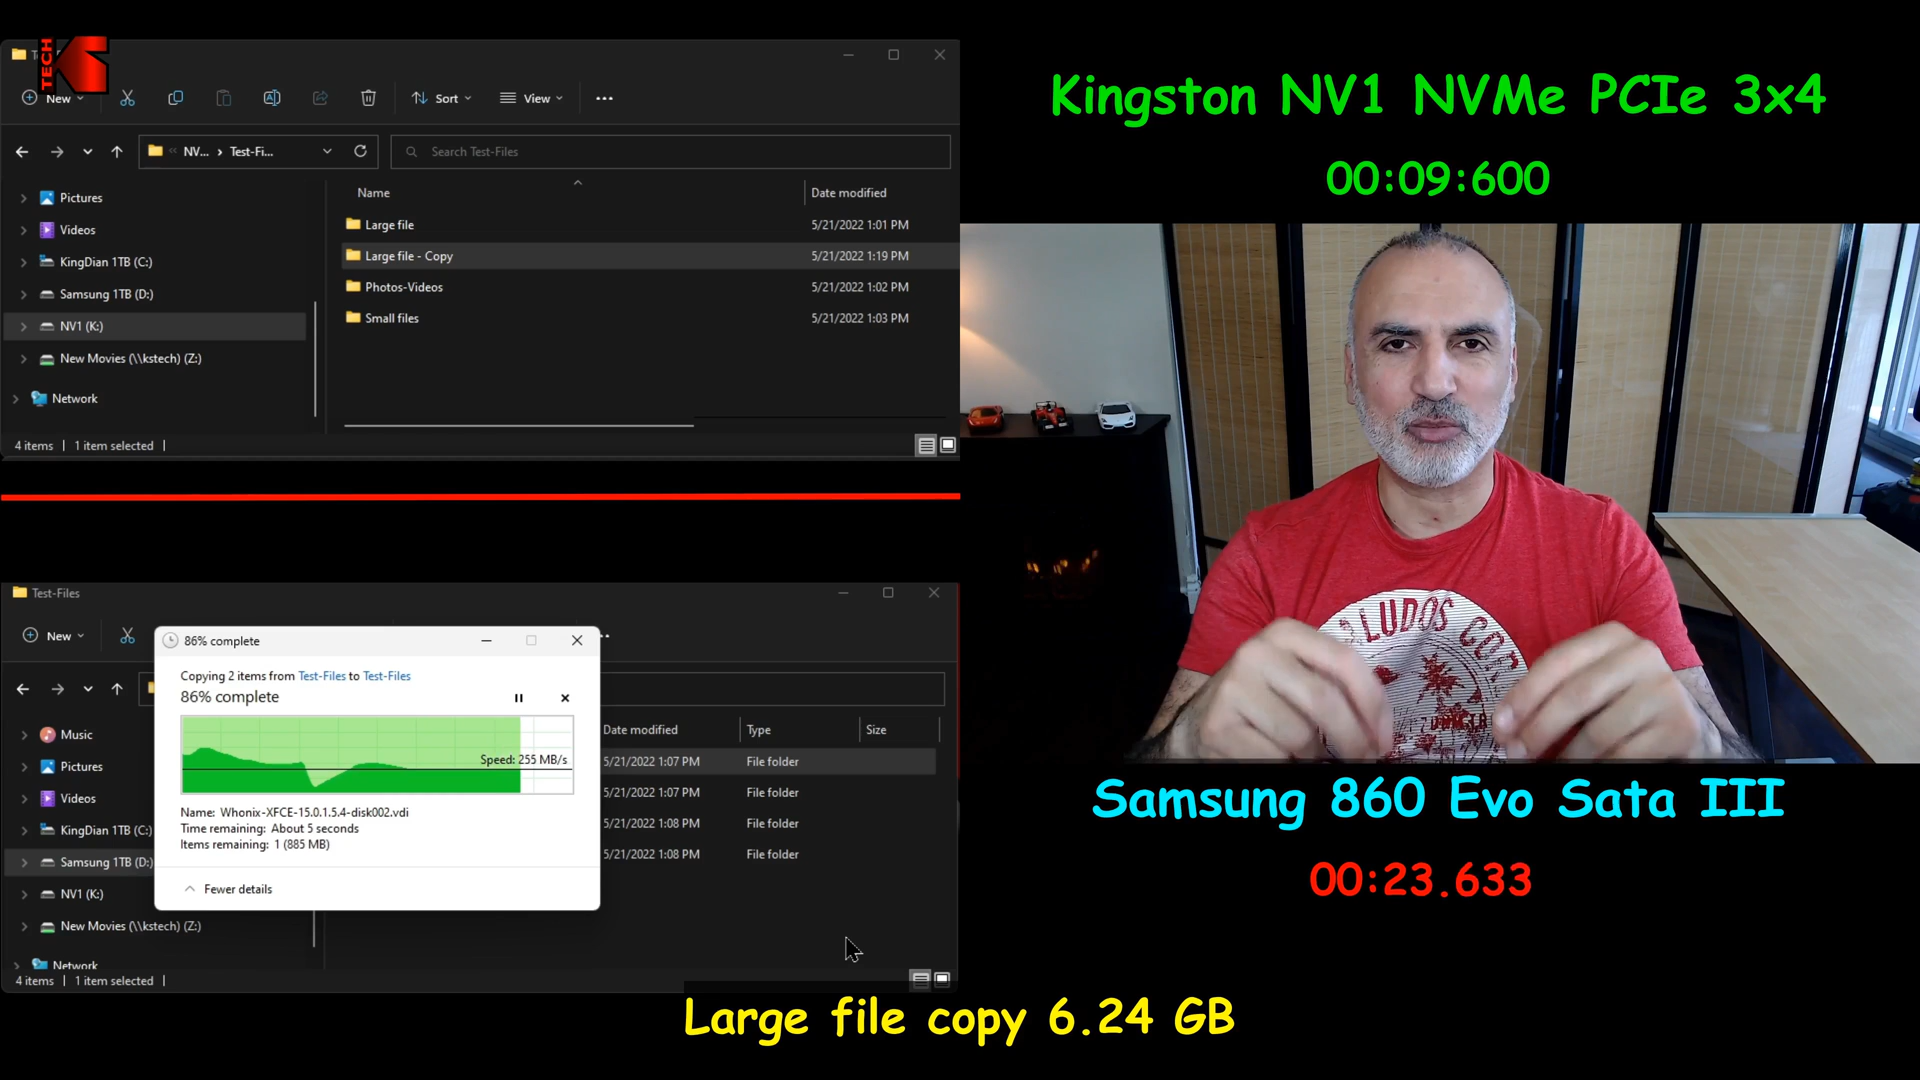 TECH
New
Sort
View
NV...
Test-Fi...
Search Test-Files
Name
Date modified
Pictures
Videos
KingDian 1TB (C:)
Samsung 1TB (D:)
NV1 (K:)
New Movies (\\kstech) (Z:)
Network
Large file
5/21/2022 1:01 PM
Large file - Copy
5/21/2022 1:19 PM
Photos-Videos
5/21/2022 1:02 PM
Small files
5/21/2022 1:03 PM
4 items
1 item selected
Kingston NV1 NVMe PCIe 3x4
00:09:600
LUDOS CO
Test-Files
New
Music
Pictures
Videos
KingDian 1TB (C:)
Samsung 1TB (D:)
NV1 (K:)
New Movies (\\kstech) (Z:)
Network
4 items
1 item selected
Date modified
Type
Size
5/21/2022 1:07 PM
File folder
5/21/2022 1:07 PM
File folder
5/21/2022 1:08 PM
File folder
5/21/2022 1:08 PM
File folder
86% complete
Copying 2 items from Test-Files to Test-Files
86% complete
Speed: 255 MB/s
Name: Whonix-XFCE-15.0.1.5.4-disk002.vdi
Time remaining: About 5 seconds
Items remaining: 1 (885 MB)
Fewer details
Samsung 860 Evo Sata III
00:23.633
Large file copy 6.24 GB